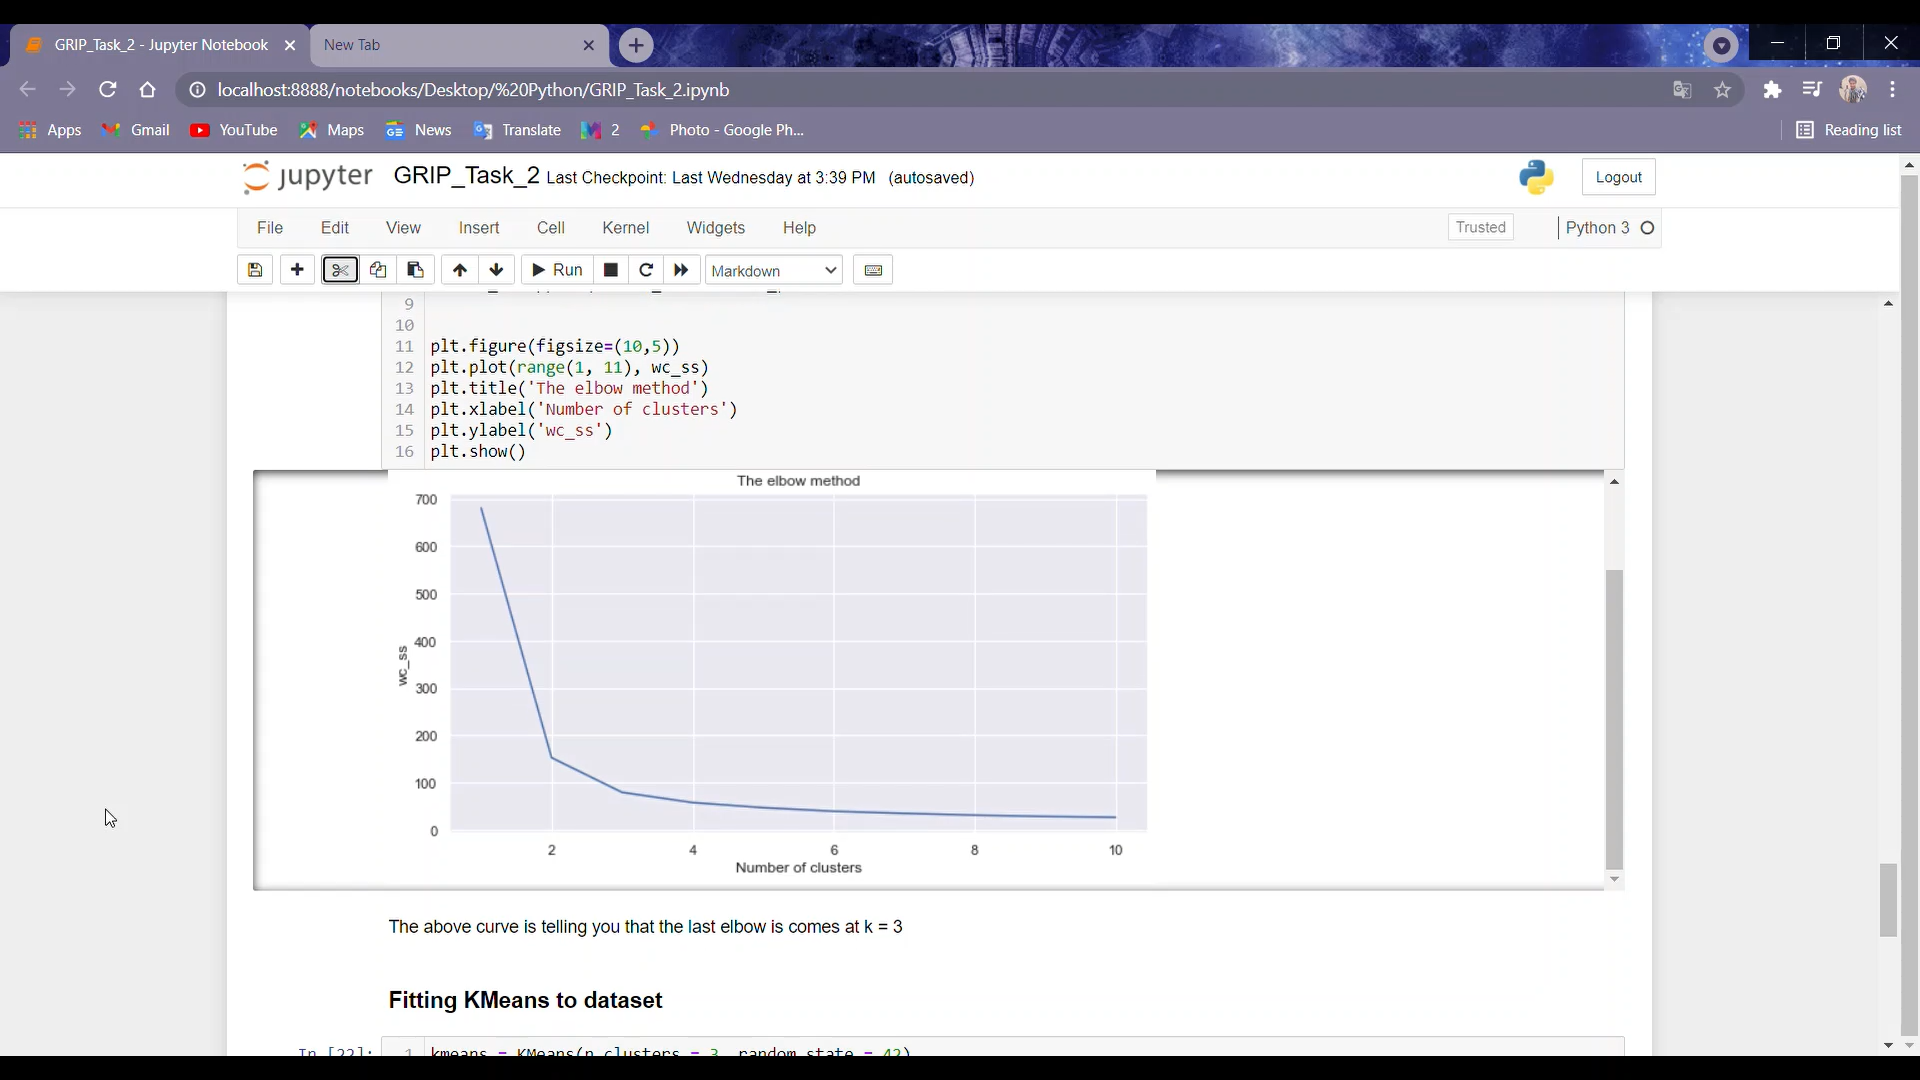 GRIP_Task_2 - Jupyter Notebook
New Tab
localhost:8888/notebooks/Desktop/%20Python/GRIP_Task_2.ipynb
Apps Gmail YouTube Maps News Translate 2 Photo - Google Ph... Reading list
jupyter GRIP_Task_2 Last Checkpoint: Last Wednesday at 3:39 PM (autosaved) Logout
File Edit View Insert Cell Kernel Widgets Help Trusted Python 3
Run Markdown
9
10
11 plt.figure(figsize=(10,5))
12 plt.plot(range(1, 11), wc_ss)
13 plt.title('The elbow method')
14 plt.xlabel('Number of clusters')
15 plt.ylabel('wc_ss')
16 plt.show()
The elbow method
700
600
500
400
300
200
100
0
wc_ss
2 4 6 8 10
Number of clusters
The above curve is telling you that the last elbow is comes at k = 3
Fitting KMeans to dataset
In [22]: 1 kmeans = KMeans(n_clusters = 3, random_state = 42)